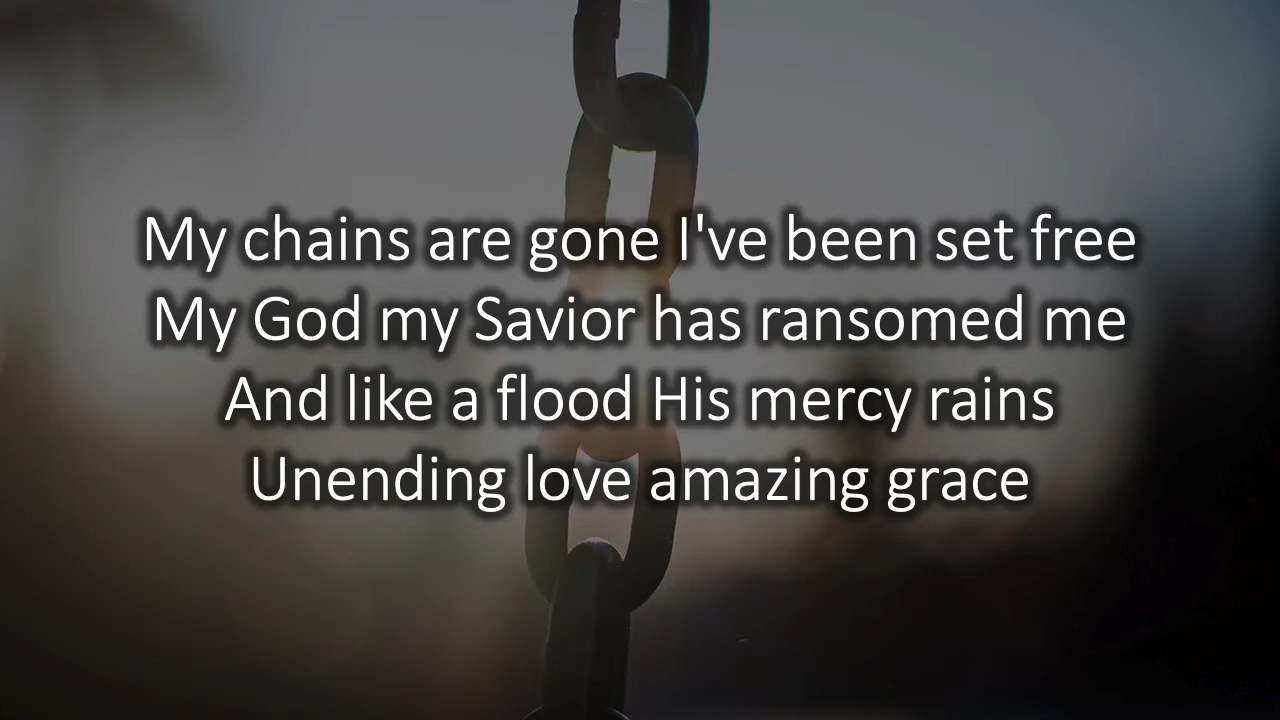 My chains are gone I've been set free
My God my Savior has ransomed me
And like a flood His mercy rains
Unending love amazing grace